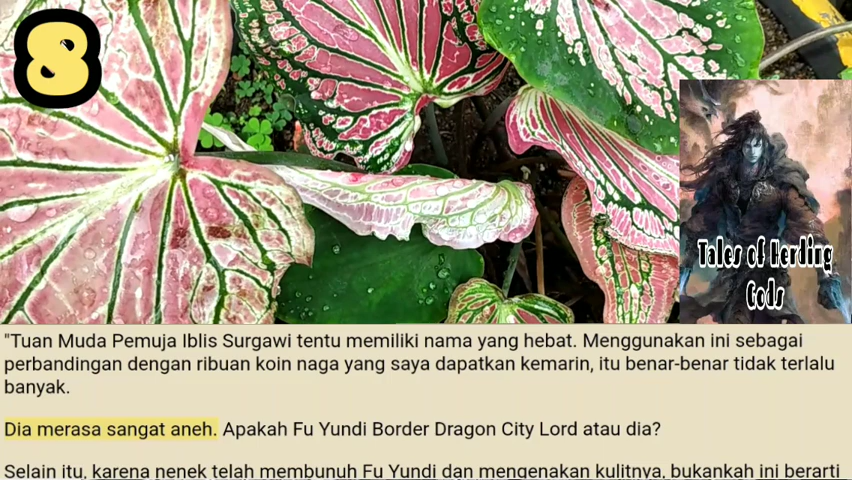 8
Tales of Herding
Gods
"Tuan Muda Pemuja Iblis Surgawi tentu memiliki nama yang hebat. Menggunakan ini sebagai
perbandingan dengan ribuan koin naga yang saya dapatkan kemarin, itu benar-benar tidak terlalu
banyak.
Dia merasa sangat aneh. Apakah Fu Yundi Border Dragon City Lord atau dia?
Selain itu, karena nenek telah membunuh Fu Yundi dan mengenakan kulitnya, bukankah ini berarti